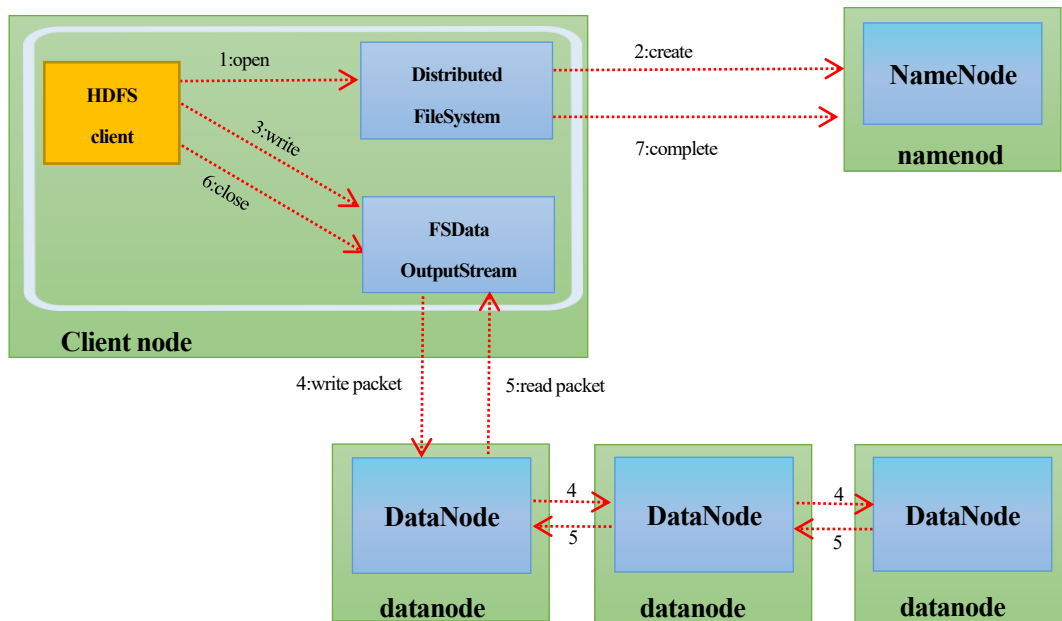 1:open
HDFS
client
Distributed
FileSystem
2:create
7:complete
NameNode
namenod
3:write
6:close
FSData
OutputStream
Client node
4:write packet
5:read packet
DataNode
datanode
4
5
DataNode
datanode
4
5
DataNode
datanode